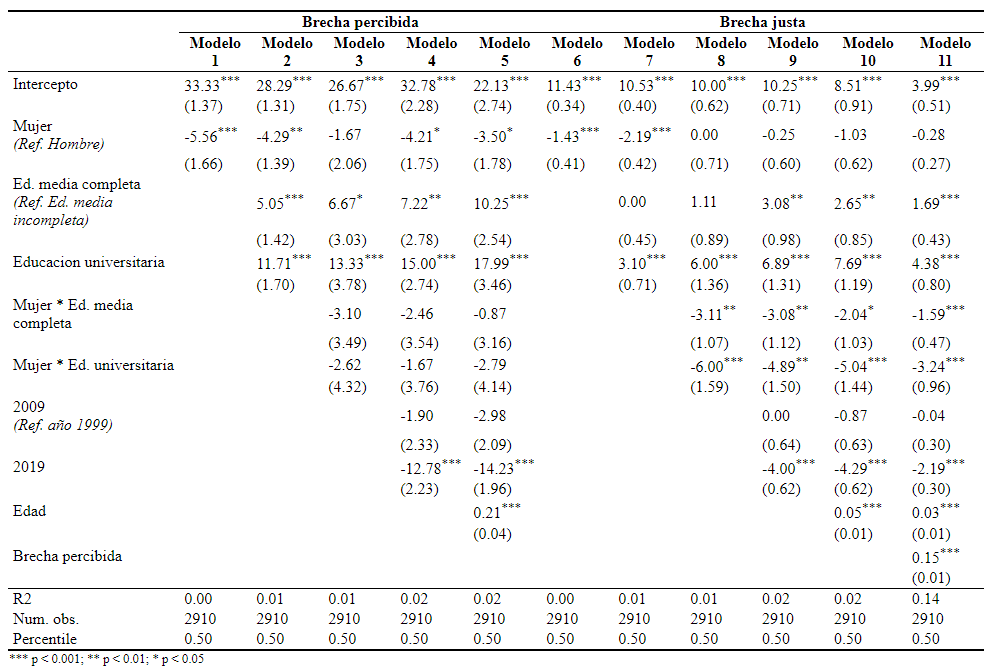 Brecha percibida Brecha justa
Modelo 1 Modelo 2 Modelo 3 Modelo 4 Modelo 5 Modelo 6 Modelo 7 Modelo 8 Modelo 9 Modelo 10 Modelo 11
Intercepto 33.33*** 28.29*** 26.67*** 32.78*** 22.13*** 11.43*** 10.53*** 10.00*** 10.25*** 8.51*** 3.99***
(1.37) (1.31) (1.75) (2.28) (2.74) (0.34) (0.40) (0.62) (0.71) (0.91) (0.51)
Mujer
(Ref. Hombre) -5.56*** -4.29** -1.67 -4.21* -3.50* -1.43*** -2.19*** 0.00 -0.25 -1.03 -0.28
(1.66) (1.39) (2.06) (1.75) (1.78) (0.41) (0.42) (0.71) (0.60) (0.62) (0.27)
Ed. media completa
(Ref. Ed. media 5.05*** 6.67* 7.22** 10.25*** 0.00 1.11 3.08** 2.65** 1.69***
incompleta)
(1.42) (3.03) (2.78) (2.54) (0.45) (0.89) (0.98) (0.85) (0.43)
Educacion universitaria 11.71*** 13.33*** 15.00*** 17.99*** 3.10*** 6.00*** 6.89*** 7.69*** 4.38***
(1.70) (3.78) (2.74) (3.46) (0.71) (1.36) (1.31) (1.19) (0.80)
Mujer * Ed. media -3.10 -2.46 -0.87 -3.11** -3.08** -2.04* -1.59***
completa
(3.49) (3.54) (3.16) (1.07) (1.12) (1.03) (0.47)
Mujer * Ed. universitaria -2.62 -1.67 -2.79 -6.00*** -4.89** -5.04*** -3.24***
(4.32) (3.76) (4.14) (1.59) (1.50) (1.44) (0.96)
2009
(Ref. año 1999) -1.90 -2.98 0.00 -0.87 -0.04
(2.33) (2.09) (0.64) (0.63) (0.30)
2019 -12.78*** -14.23*** -4.00*** -4.29*** -2.19***
(2.23) (1.96) (0.62) (0.62) (0.30)
Edad 0.21*** 0.05*** 0.03***
(0.04) (0.01) (0.01)
Brecha percibida 0.15***
(0.01)
R2 0.00 0.01 0.01 0.02 0.02 0.00 0.01 0.01 0.02 0.02 0.14
Num. obs. 2910 2910 2910 2910 2910 2910 2910 2910 2910 2910 2910
Percentile 0.50 0.50 0.50 0.50 0.50 0.50 0.50 0.50 0.50 0.50 0.50
*** p < 0.001; ** p < 0.01; * p < 0.05